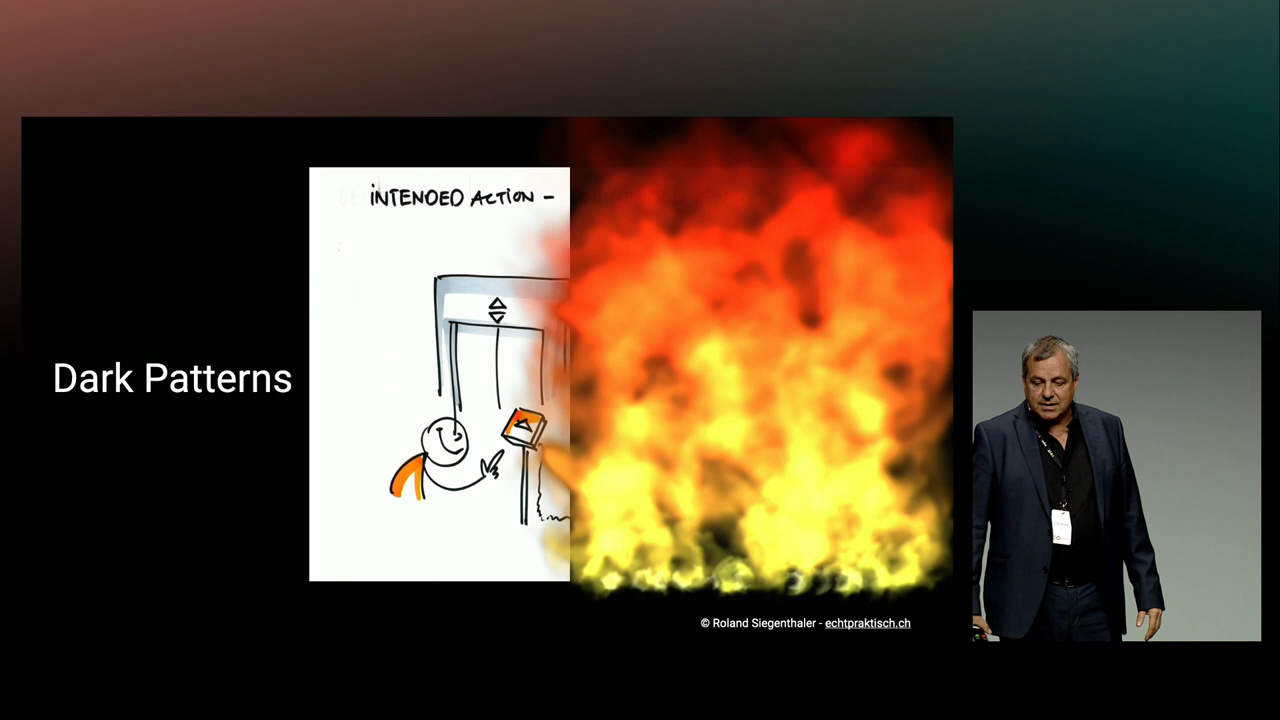 INTENDED ACTION –
Dark Patterns
© Roland Siegenthaler - echtpraktisch.ch